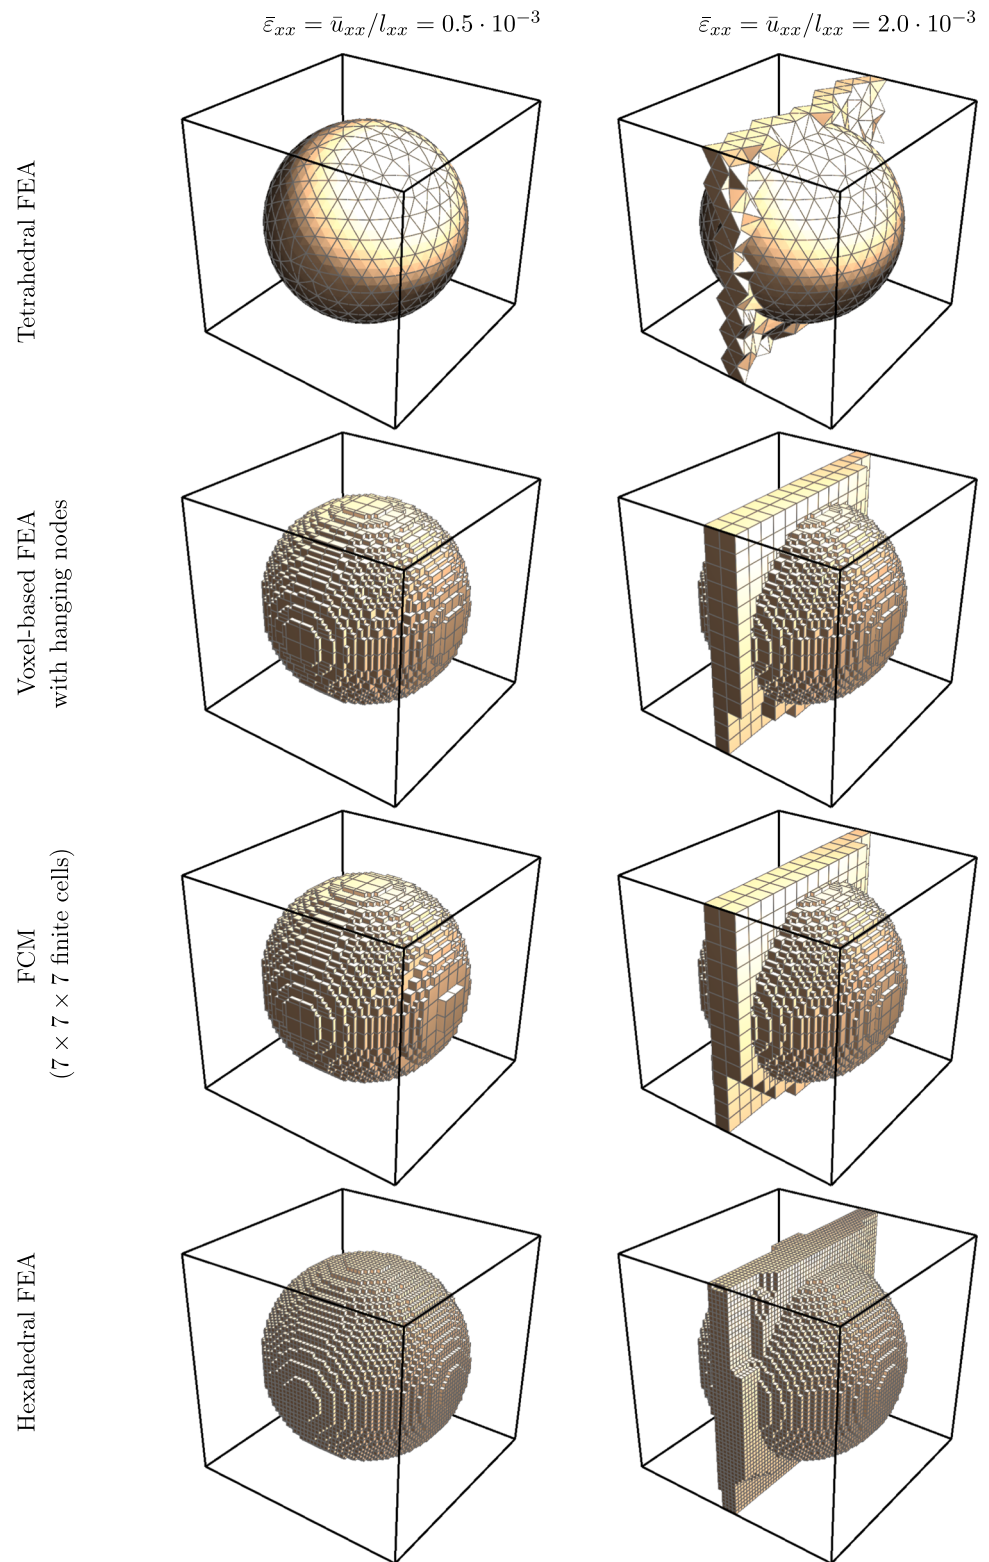 ε̄ₓₓ = ūₓₓ/lₓₓ = 0.5 · 10⁻³
ε̄ₓₓ = ūₓₓ/lₓₓ = 2.0 · 10⁻³
Tetrahedral FEA
Voxel-based FEA
with hanging nodes
FCM
(7 × 7 × 7 finite cells)
Hexahedral FEA